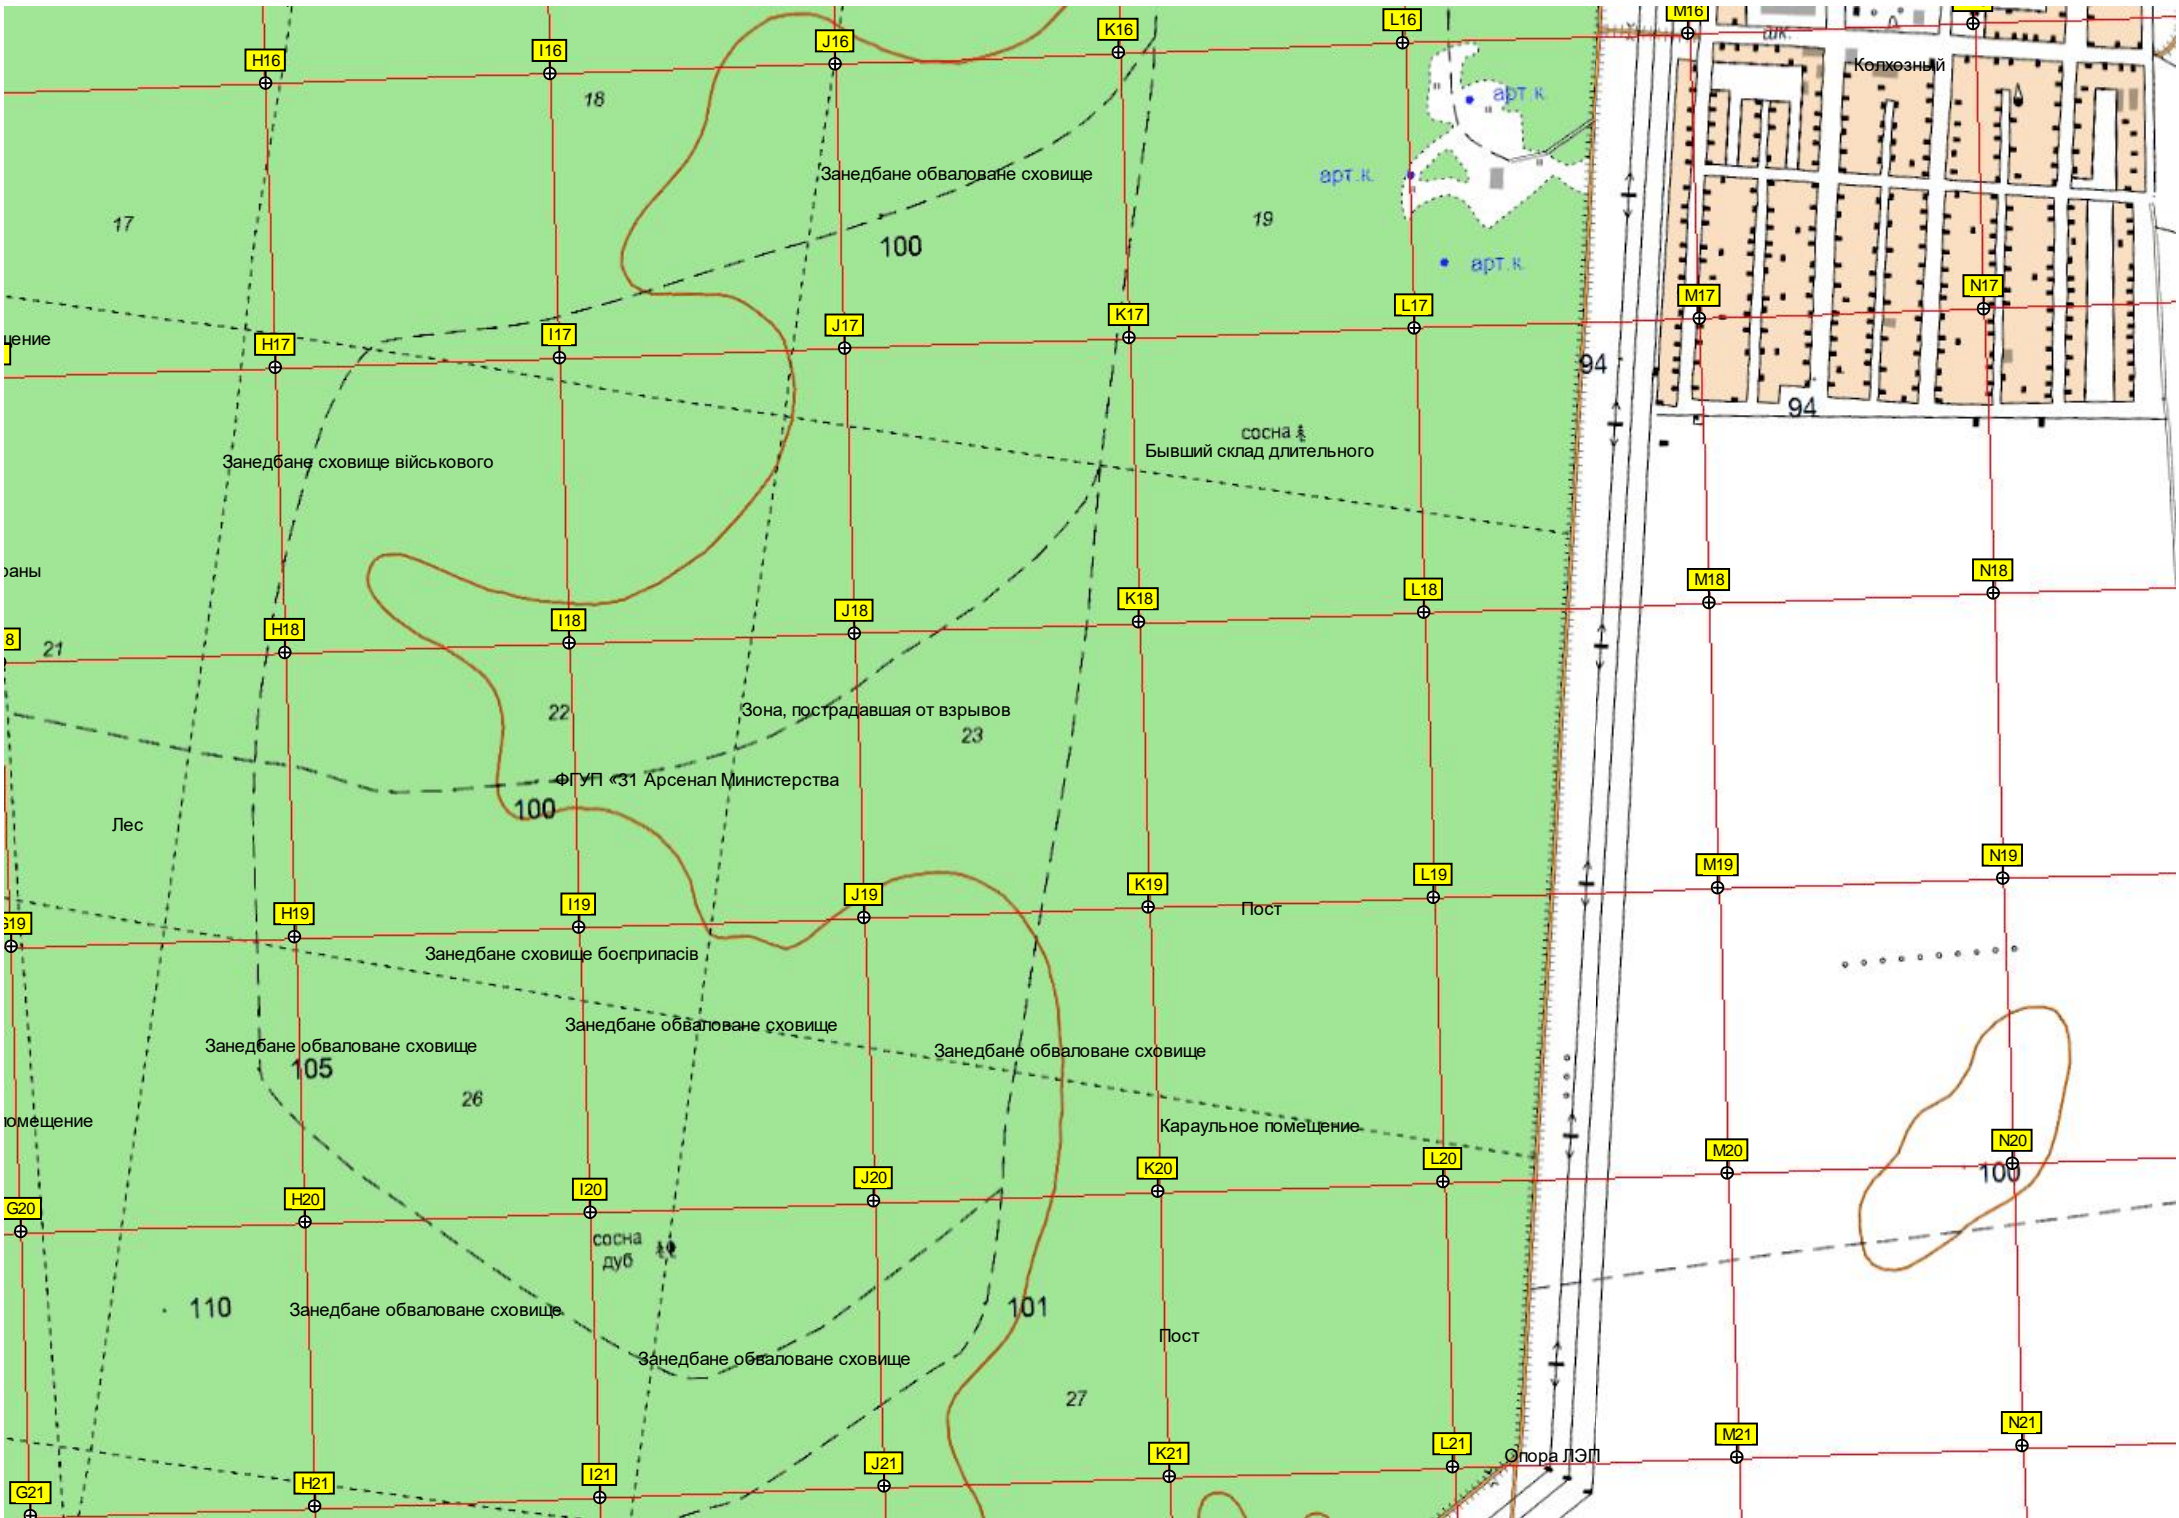 M16
L16
K16
J16
I16
H16
шк.
Колхозный
18
арт.к.
Занедбане обваловане сховище
арт.к.
17
19
100
арт.к.
N17
M17
L17
K17
J17
I17
H17
94
94
сосна
Бывший склад длительного
Занедбане сховище військового
N18
M18
L18
K18
J18
I18
H18
8
21
22
Зона, пострадавшая от взрывов
23
ФГУП «31 Арсенал Министерства
100
Лес
N19
M19
L19
K19
J19
I19
H19
Пост
Занедбане сховище боєприпасів
Занедбане обваловане сховище
Занедбане обваловане сховище
Занедбане обваловане сховище
105
26
Караульное помещение
N20
M20
L20
K20
J20
I20
H20
G20
100
сосна
дуб
110
Занедбане обваловане сховище
101
Пост
Занедбане обваловане сховище
27
N21
M21
L21
K21
J21
I21
H21
G21
Опора ЛЭП